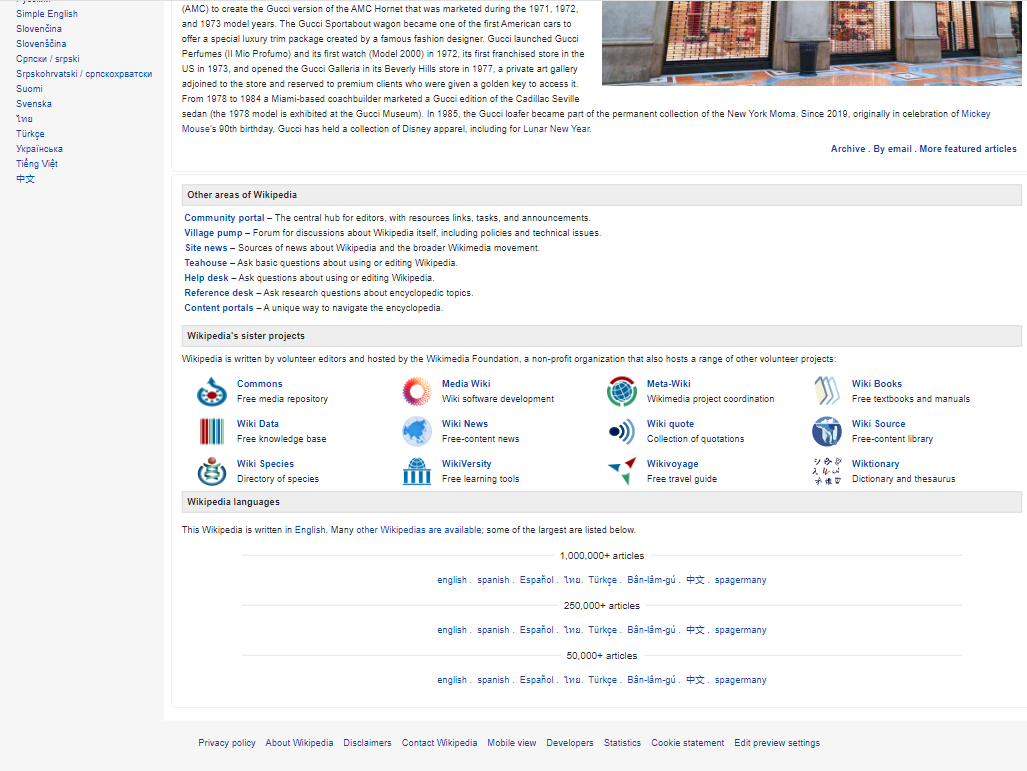 Simple English
Slovenčina
Slovenščina
Српски / srpski
Srpskohrvatski / српскохрватски
Suomi
Svenska
ไทย
Türkçe
Українська
Tiếng Việt
中文
(AMC) to create the Gucci version of the AMC Hornet that was marketed during the 1971, 1972,
and 1973 model years. The Gucci Sportabout wagon became one of the first American cars to
offer a special luxury trim package created by a famous fashion designer. Gucci launched Gucci
Perfumes (Il Mio Profumo) and its first watch (Model 2000) in 1972, its first franchised store in the
US in 1973, and opened the Gucci Galleria in its Beverly Hills store in 1977, a private art gallery
adjoined to the store and reserved to premium clients who were given a golden key to access it.
From 1978 to 1984 a Miami-based coachbuilder marketed a Gucci edition of the Cadillac Seville
sedan (the 1978 model is exhibited at the Gucci Museum). In 1985, the Gucci loafer became part of the permanent collection of the New York Moma. Since 2019, originally in celebration of Mickey
Mouse's 90th birthday, Gucci has held a collection of Disney apparel, including for Lunar New Year.
Archive . By email . More featured articles
Other areas of Wikipedia
Community portal – The central hub for editors, with resources links, tasks, and announcements.
Village pump – Forum for discussions about Wikipedia itself, including policies and technical issues.
Site news – Sources of news about Wikipedia and the broader Wikimedia movement.
Teahouse – Ask basic questions about using or editing Wikipedia.
Help desk – Ask questions about using or editing Wikipedia.
Reference desk – Ask research questions about encyclopedic topics.
Content portals – A unique way to navigate the encyclopedia.
Wikipedia's sister projects
Wikipedia is written by volunteer editors and hosted by the Wikimedia Foundation, a non-profit organization that also hosts a range of other volunteer projects:
Commons
Free media repository
Media Wiki
Wiki software development
Meta-Wiki
Wikimedia project coordination
Wiki Books
Free textbooks and manuals
Wiki Data
Free knowledge base
Wiki News
Free-content news
Wiki quote
Collection of quotations
Wiki Source
Free-content library
Wiki Species
Directory of species
WikiVersity
Free learning tools
Wikivoyage
Free travel guide
Wiktionary
Dictionary and thesaurus
Wikipedia languages
This Wikipedia is written in English. Many other Wikipedias are available; some of the largest are listed below.
1,000,000+ articles
english . spanish . Español . ไทย. Türkçe . Bân-lâm-gú . 中文 . spagermany
250,000+ articles
english . spanish . Español . ไทย. Türkçe . Bân-lâm-gú . 中文 . spagermany
50,000+ articles
english . spanish . Español . ไทย. Türkçe . Bân-lâm-gú . 中文 . spagermany
Privacy policy About Wikipedia Disclaimers Contact Wikipedia Mobile view Developers Statistics Cookie statement Edit preview settings